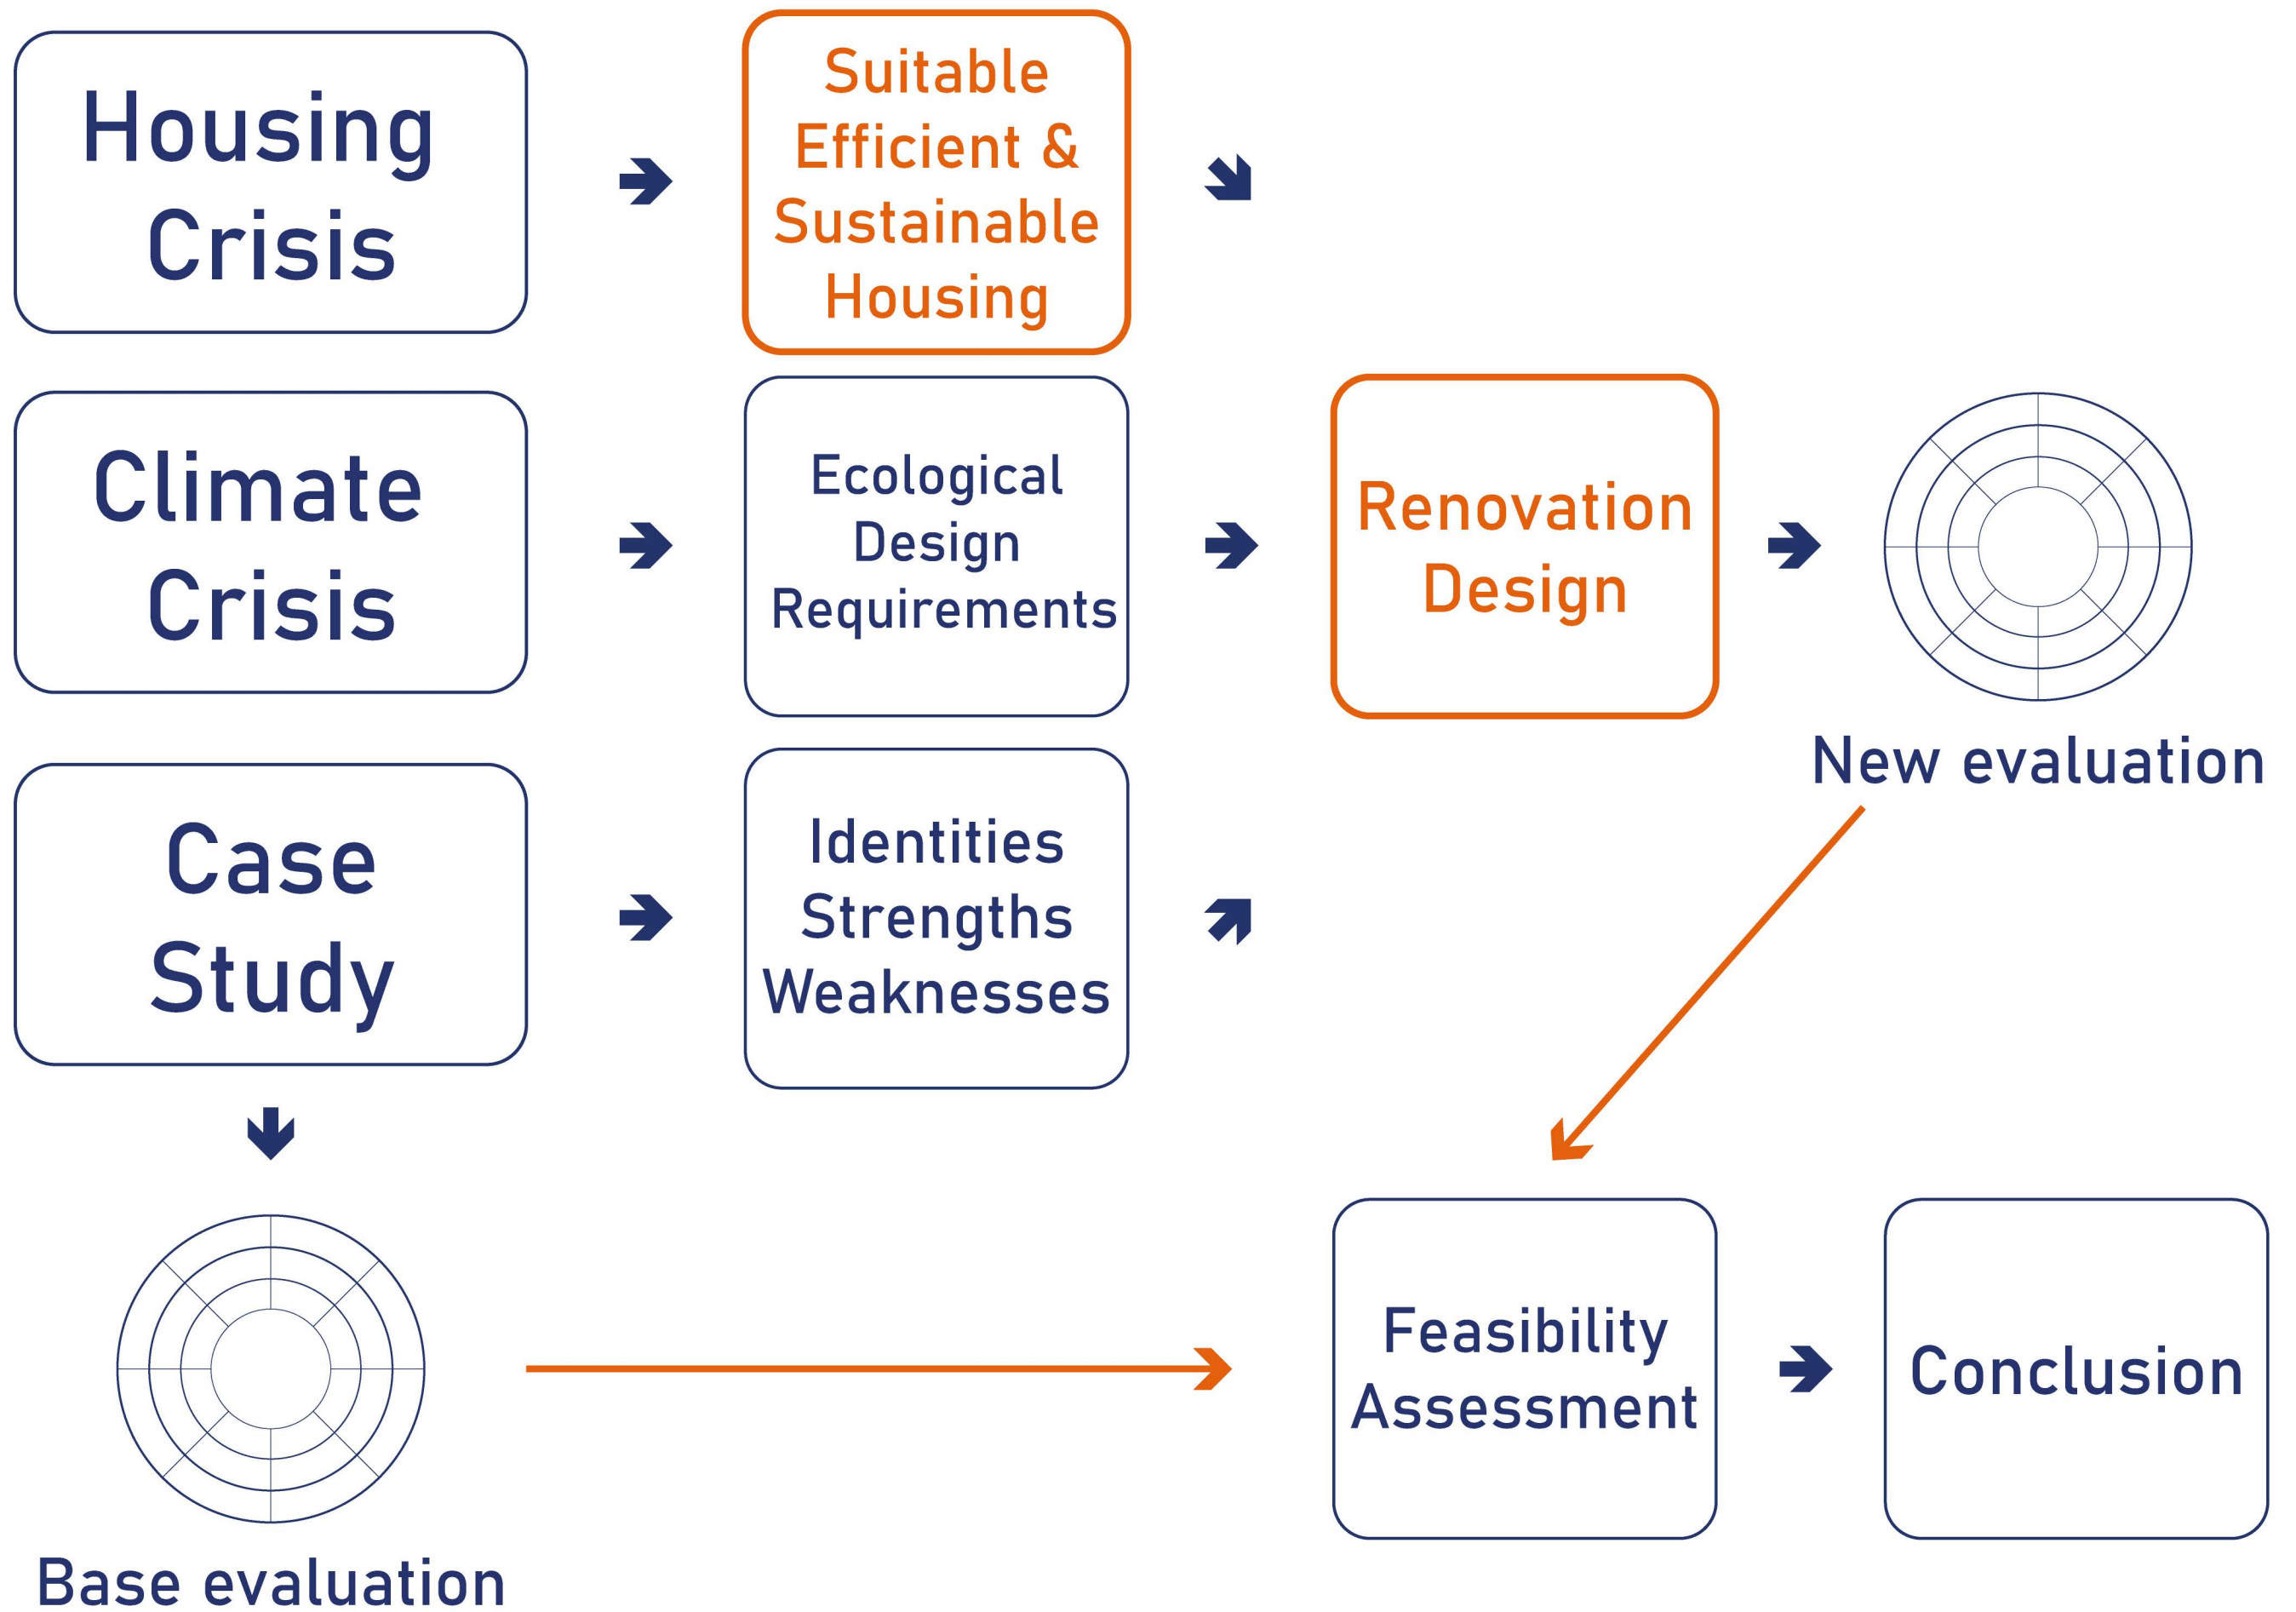 Housing
Crisis
Suitable
Efficient &
Sustainable
Housing
Climate
Crisis
Ecological
Design
Requirements
Renovation
Design
New evaluation
Case
Study
Identities
Strengths
Weaknesses
Base evaluation
Feasibility
Assessment
Conclusion